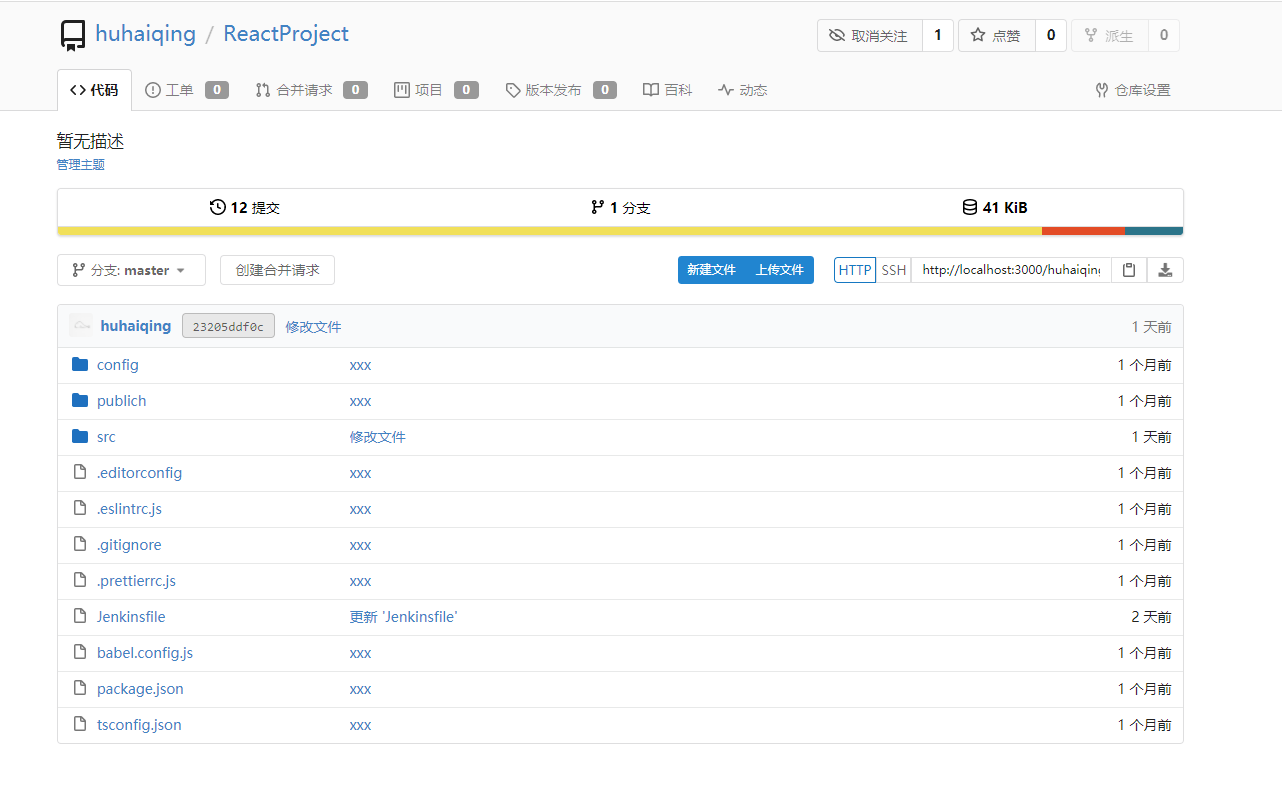 huhaiqing / ReactProject 取消关注 1 点赞 0 派生 0
代码 工单 0 合并请求 0 项目 0 版本发布 0 百科 动态 仓库设置
暂无描述
管理主题
12 提交 1 分支 41 KiB
分支: master 创建合并请求 新建文件 上传文件 HTTP SSH http://localhost:3000/huhaiqing
huhaiqing 23205ddf0c 修改文件 1 天前
config xxx 1 个月前
publich xxx 1 个月前
src 修改文件 1 天前
.editorconfig xxx 1 个月前
.eslintrc.js xxx 1 个月前
.gitignore xxx 1 个月前
.prettierrc.js xxx 1 个月前
Jenkinsfile 更新 'Jenkinsfile' 2 天前
babel.config.js xxx 1 个月前
package.json xxx 1 个月前
tsconfig.json xxx 1 个月前